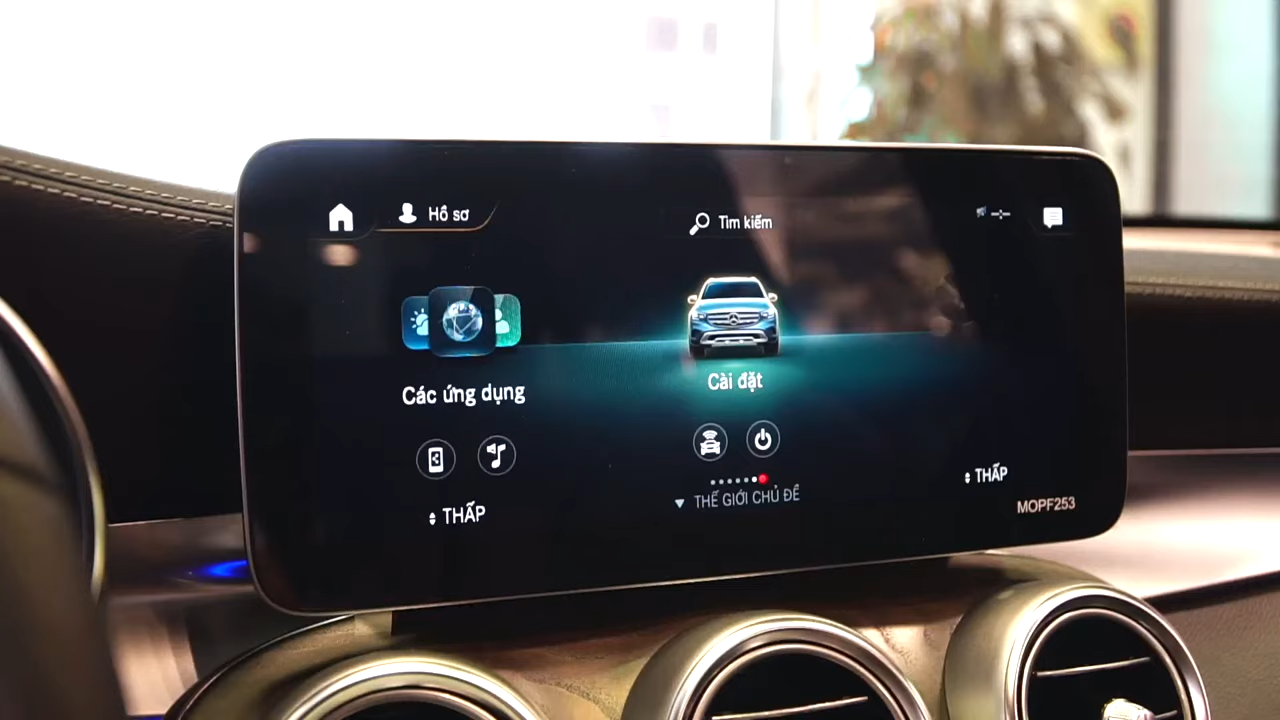 Hồ sơ
Tìm kiếm
Các ứng dụng
Cài đặt
THẤP
THẾ GIỚI CHỦ ĐỀ
THẤP
MOPF253